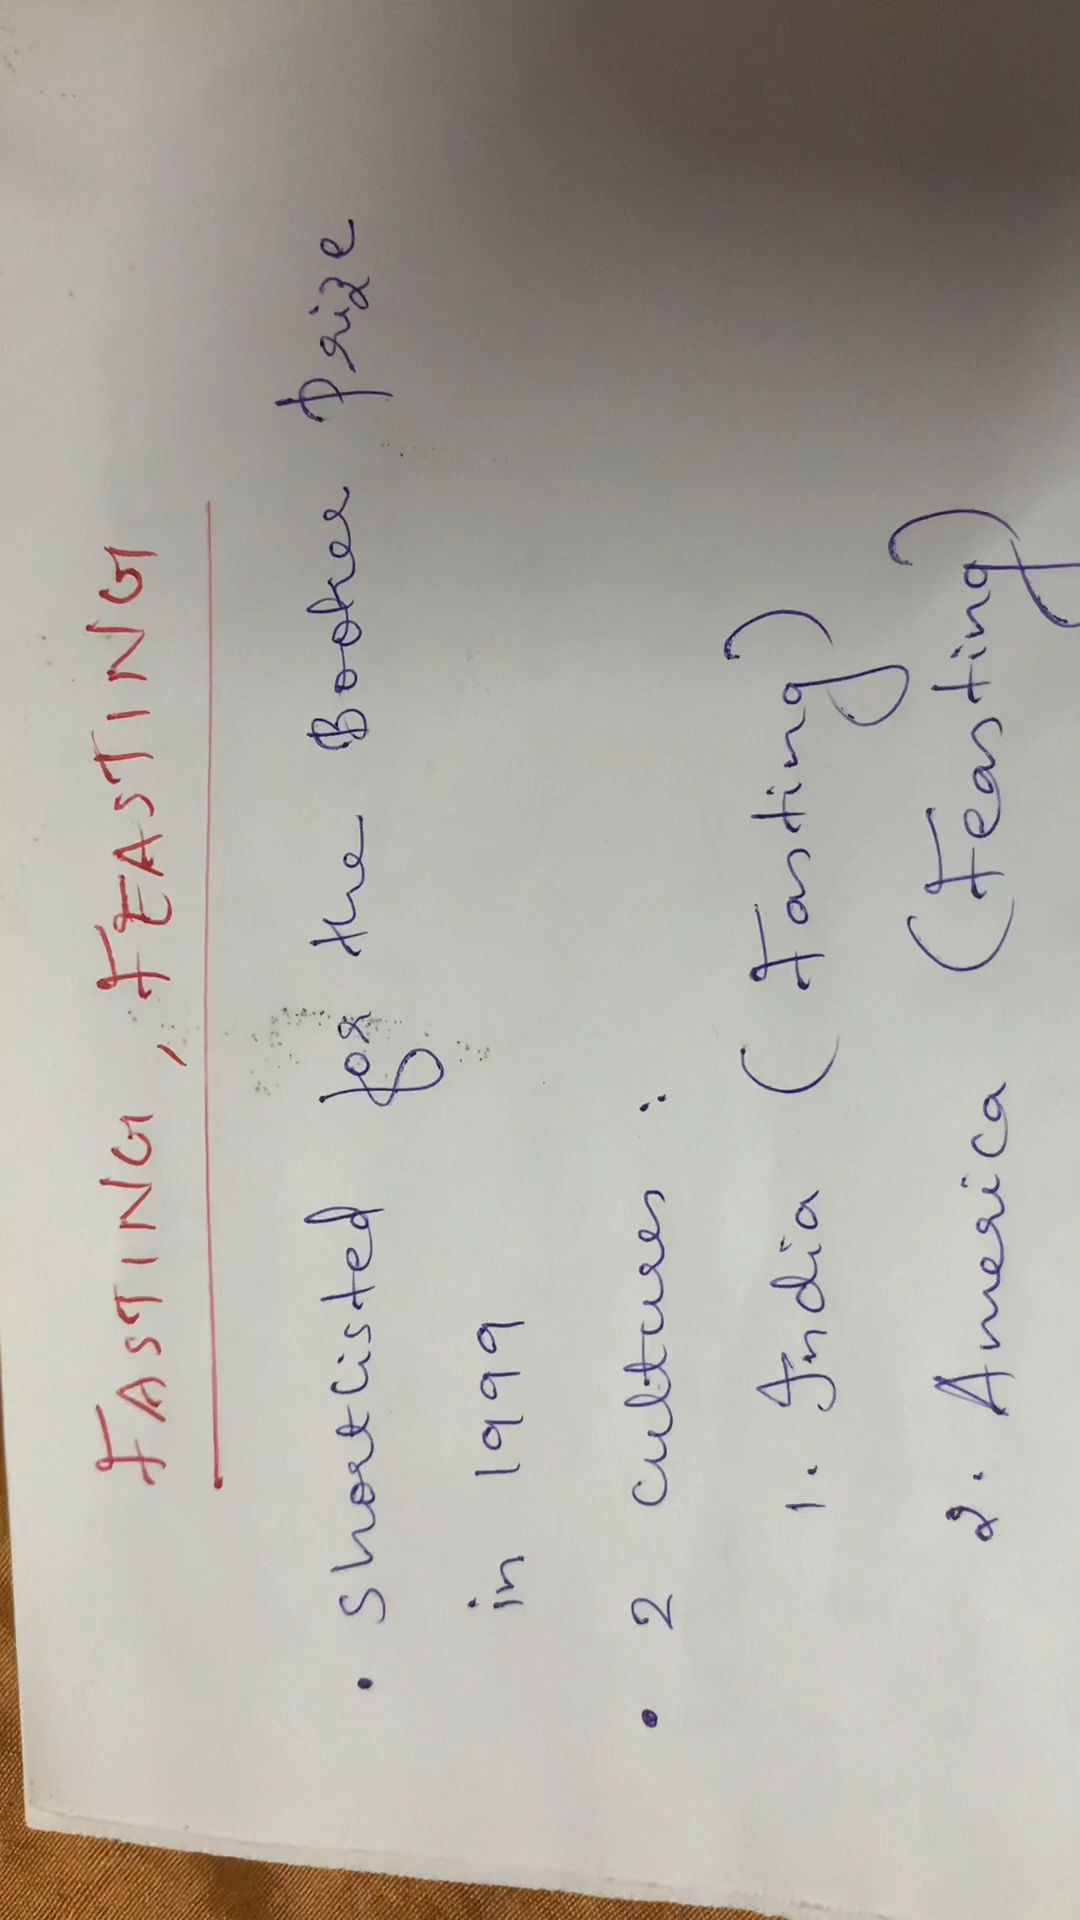 FASTING, FEASTING
• Shortlisted for the Booker prize
in 1999
• 2 cultures :
1. India (Fasting)
2. America (Feasting)